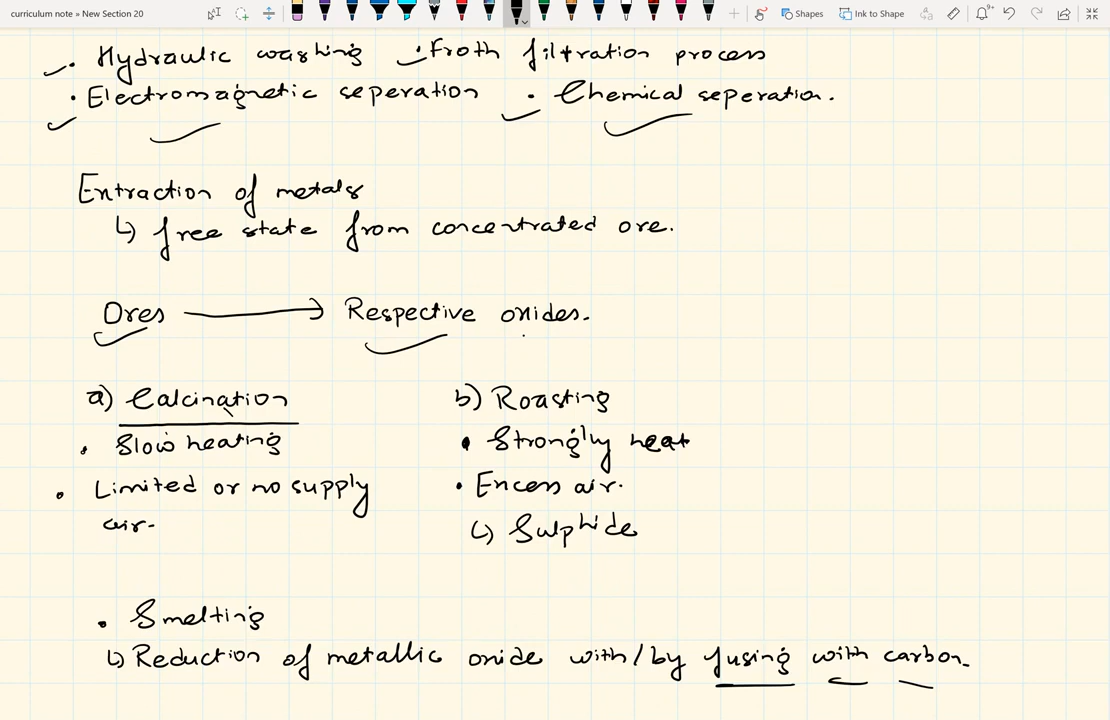 curriculum note » New Section 20
Shapes
Ink to Shape
Hydraulic washing • Froth filtration process
• Electromagnetic seperation • Chemical seperation.
Extraction of metals
↳ free state from concentrated ore.
Ores → Respective oxides.
a) Calcination
• Slow heating
• Limited or no supply
air.
b) Roasting
• Strongly heat
• Excess air.
↳ Sulphide
• Smelting
↳ Reduction of metallic oxide with/by fusing with carbon.